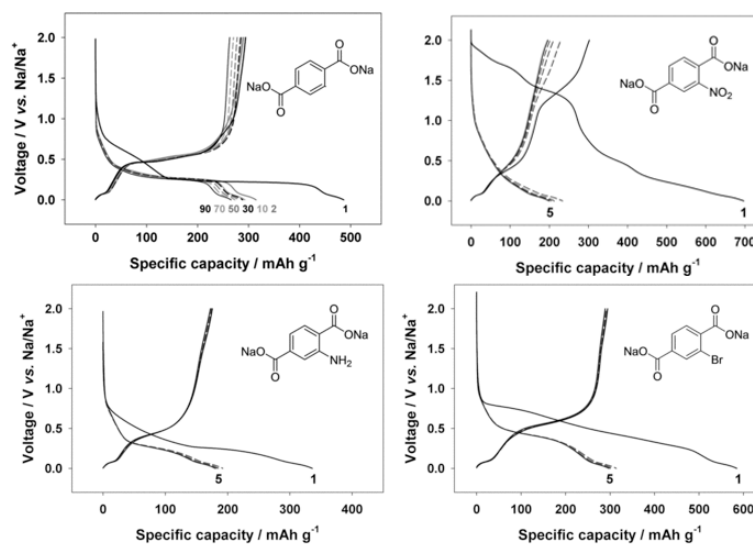 2.0
1.5
1.0
0.5
0.0
Voltage / V vs. Na/Na⁺
O
ONa
NaO
O
90 70 50 30 10 2 1
0 100 200 300 400 500 600
Specific capacity / mAh g⁻¹
2.0
1.5
1.0
0.5
0.0
Voltage / V vs. Na/Na⁺
O
ONa
NaO
NO₂
O
5 1
0 100 200 300 400 500 600 700
Specific capacity / mAh g⁻¹
2.0
1.5
1.0
0.5
0.0
Voltage / V vs. Na/Na⁺
O
ONa
NaO
NH₂
O
5 1
0 100 200 300 400
Specific capacity / mAh g⁻¹
2.0
1.5
1.0
0.5
0.0
Voltage / V vs. Na/Na⁺
O
ONa
NaO
Br
O
5 1
0 100 200 300 400 500 600
Specific capacity / mAh g⁻¹